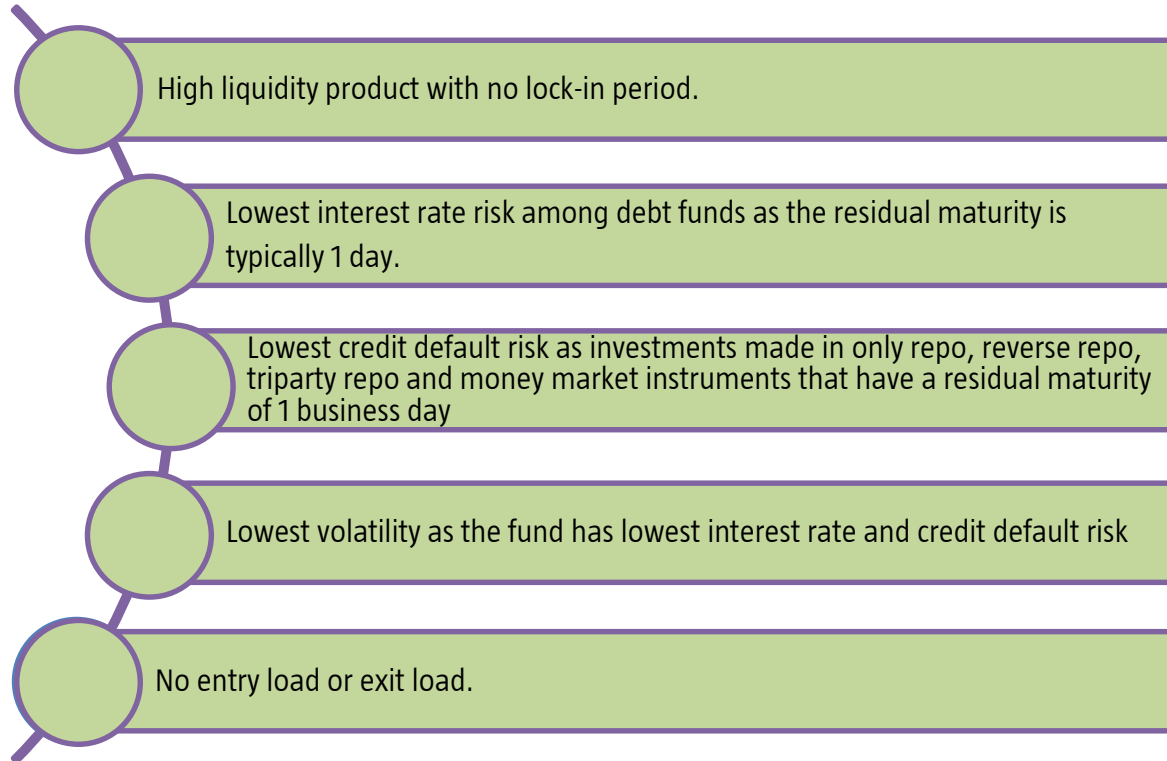 High liquidity product with no lock-in period.
Lowest interest rate risk among debt funds as the residual maturity is
typically 1 day.
Lowest credit default risk as investments made in only repo, reverse repo,
triparty repo and money market instruments that have a residual maturity
of 1 business day
Lowest volatility as the fund has lowest interest rate and credit default risk
No entry load or exit load.